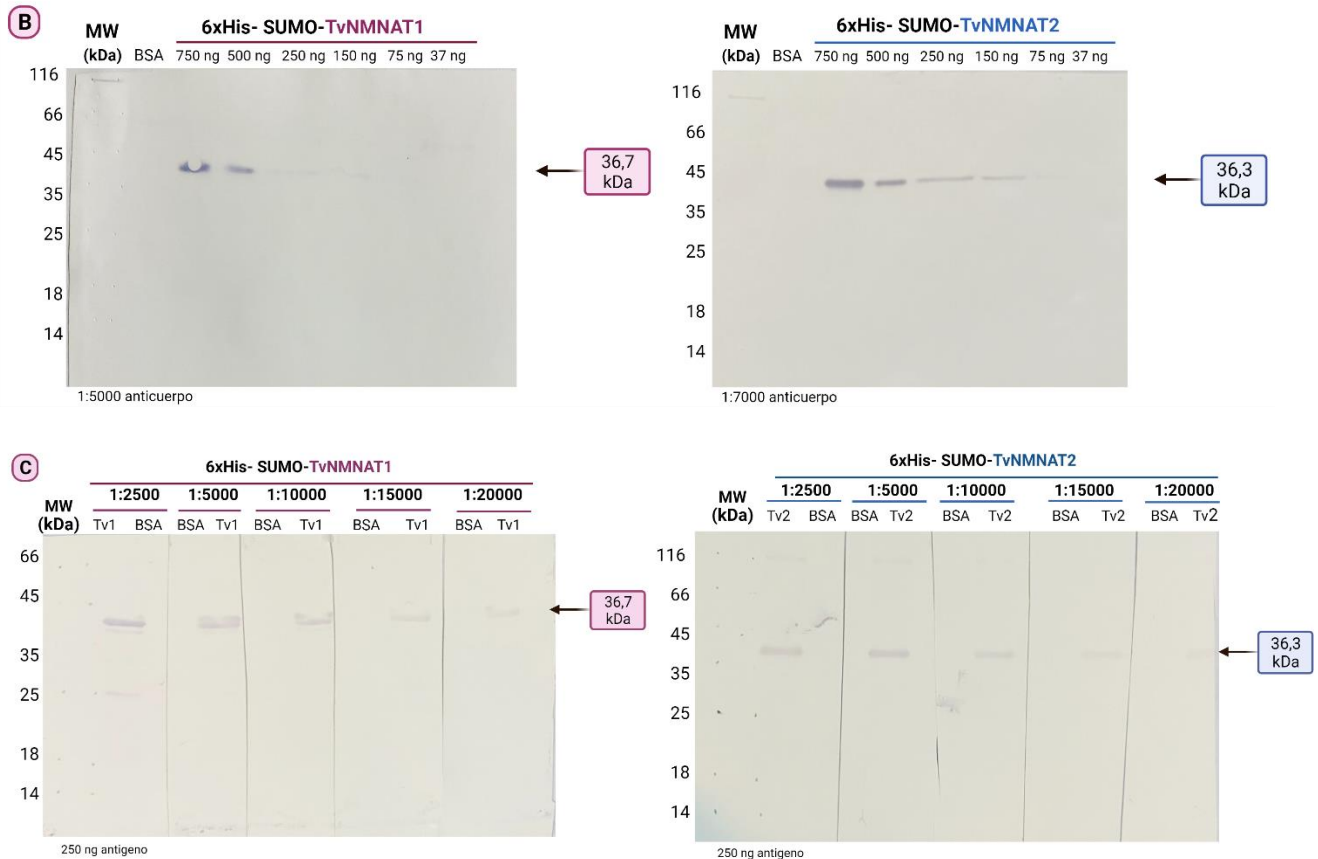 B
MW
(kDa)
6xHis- SUMO-TvNMNAT1
BSA 750 ng 500 ng 250 ng 150 ng 75 ng 37 ng
116
66
45
35
25
18
14
36,7
kDa
1:5000 anticuerpo
MW
(kDa)
6xHis- SUMO-TvNMNAT2
BSA 750 ng 500 ng 250 ng 150 ng 75 ng 37 ng
116
66
45
35
25
18
14
36,3
kDa
1:7000 anticuerpo
C
6xHis- SUMO-TvNMNAT1
1:2500 1:5000 1:10000 1:15000 1:20000
MW
(kDa)
Tv1 BSA BSA Tv1 BSA Tv1 BSA Tv1 BSA Tv1
66
45
35
25
18
14
36,7
kDa
250 ng antigeno
6xHis- SUMO-TvNMNAT2
1:2500 1:5000 1:10000 1:15000 1:20000
MW
(kDa)
Tv2 BSA BSA Tv2 BSA Tv2 BSA Tv2 BSA Tv2
116
66
45
35
25
18
14
36,3
kDa
250 ng antigeno